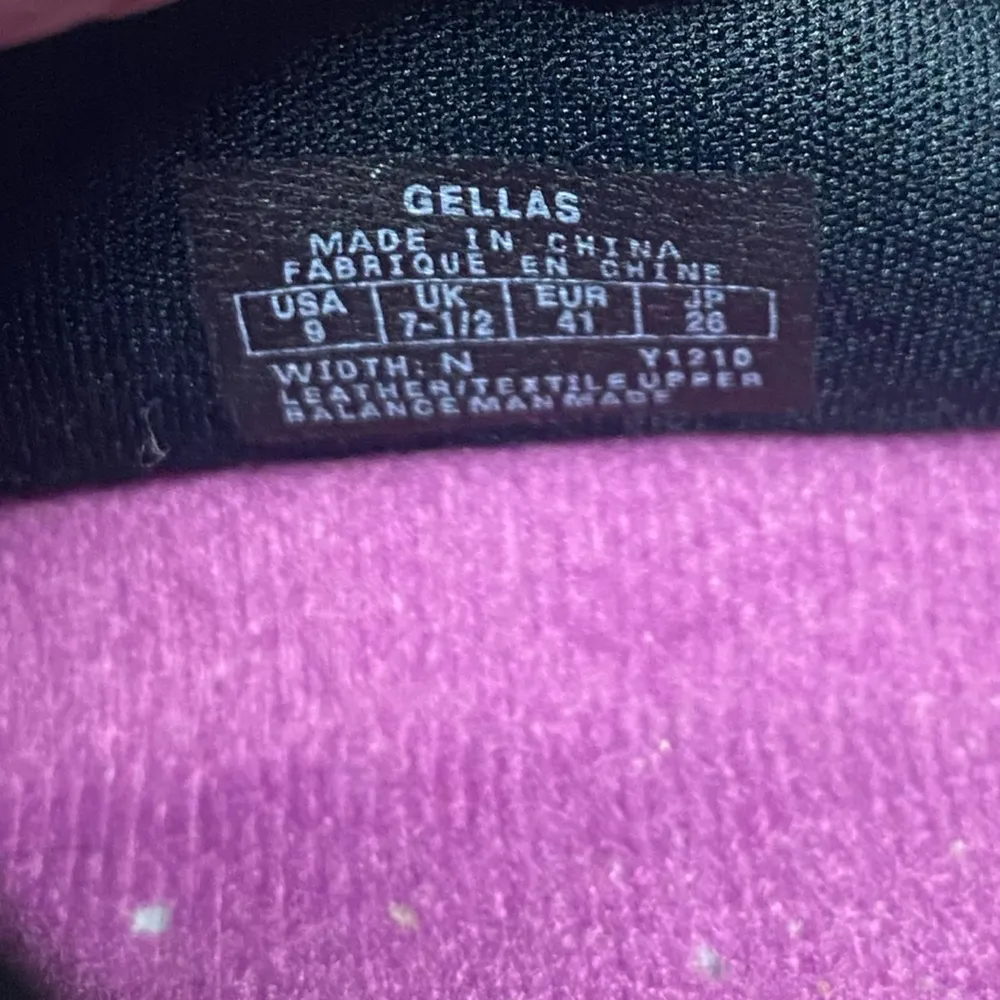 GELLAS
MADE IN CHINA
FABRIQUE EN CHINE
USA UK EUR JP
9 7-1/2 41 26
WIDTH: N Y1210
LEATHER/TEXTILE UPPER
BALANCE MAN MADE